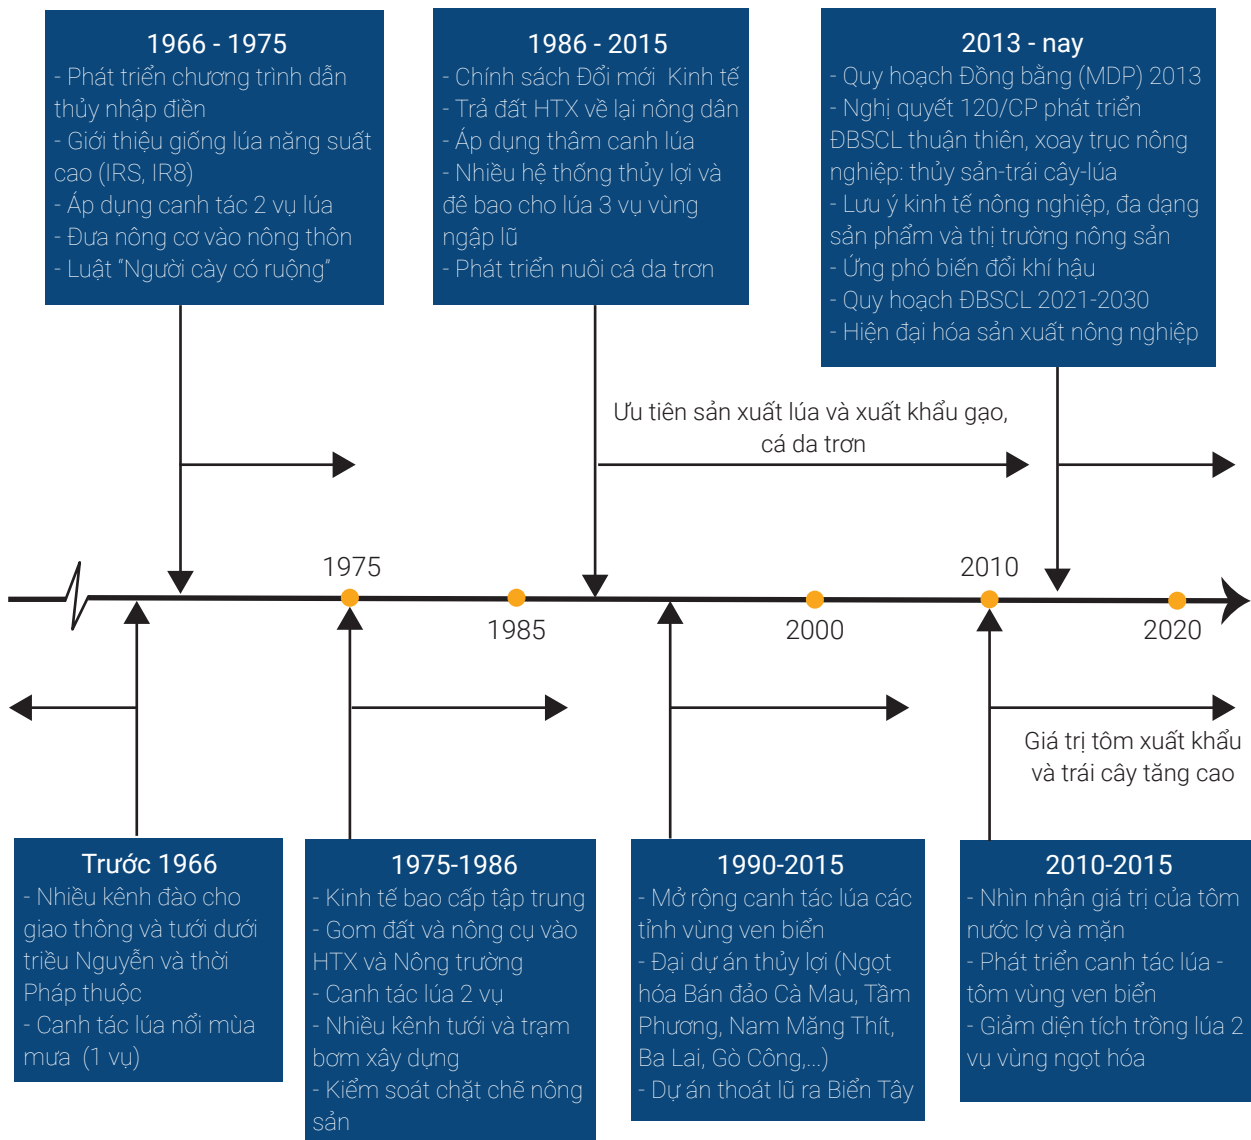 1966 - 1975
- Phát triển chương trình dẫn
thủy nhập điền
- Giới thiệu giống lúa năng suất
cao (IRS, IR8)
- Áp dụng canh tác 2 vụ lúa
- Đưa nông cơ vào nông thôn
- Luật “Người cày có ruộng”
1986 - 2015
- Chính sách Đổi mới Kinh tế
- Trả đất HTX về lại nông dân
- Áp dụng thâm canh lúa
- Nhiều hệ thống thủy lợi và
đê bao cho lúa 3 vụ vùng
ngập lũ
- Phát triển nuôi cá da trơn
2013 - nay
- Quy hoạch Đồng bằng (MDP) 2013
- Nghị quyết 120/CP phát triển
ĐBSCL thuận thiên, xoay trục nông
nghiệp: thủy sản-trái cây-lúa
- Lưu ý kinh tế nông nghiệp, đa dạng
sản phẩm và thị trường nông sản
- Ứng phó biến đổi khí hậu
- Quy hoạch ĐBSCL 2021-2030
- Hiện đại hóa sản xuất nông nghiệp
Ưu tiên sản xuất lúa và xuất khẩu gạo,
cá da trơn
1975
2010
1985
2000
2020
Giá trị tôm xuất khẩu
và trái cây tăng cao
Trước 1966
- Nhiều kênh đào cho
giao thông và tưới dưới
triều Nguyễn và thời
Pháp thuộc
- Canh tác lúa nổi mùa
mưa (1 vụ)
1975-1986
- Kinh tế bao cấp tập trung
- Gom đất và nông cụ vào
HTX và Nông trường
- Canh tác lúa 2 vụ
- Nhiều kênh tưới và trạm
bơm xây dựng
- Kiểm soát chặt chẽ nông
sản
1990-2015
- Mở rộng canh tác lúa các
tỉnh vùng ven biển
- Đại dự án thủy lợi (Ngọt
hóa Bán đảo Cà Mau, Tầm
Phương, Nam Măng Thít,
Ba Lai, Gò Công,...)
- Dự án thoát lũ ra Biển Tây
2010-2015
- Nhìn nhận giá trị của tôm
nước lợ và mặn
- Phát triển canh tác lúa -
tôm vùng ven biển
- Giảm diện tích trồng lúa 2
vụ vùng ngọt hóa